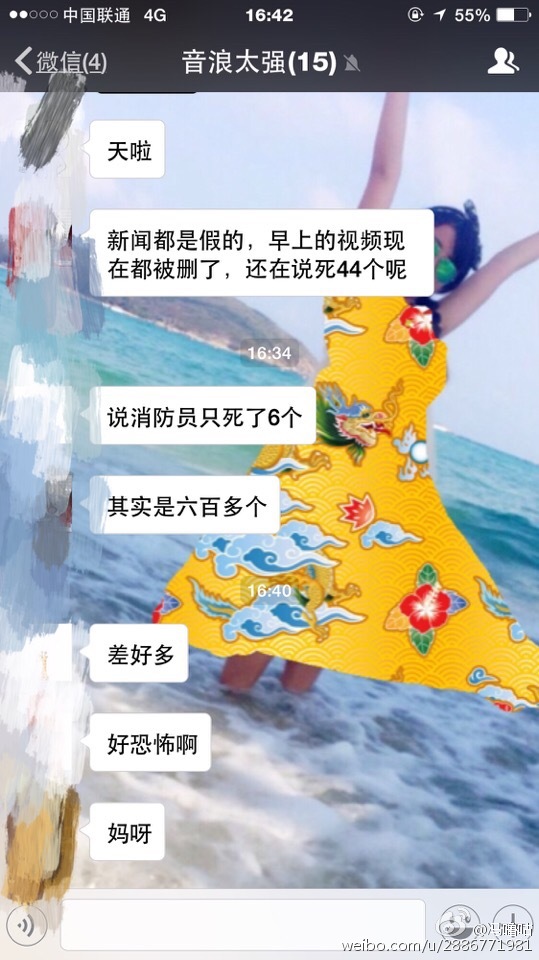 中国联通 4G 16:42 55%
微信(4) 音浪太强(15)
天啦
新闻都是假的，早上的视频现
在都被删了，还在说死44个呢
16:34
说消防员只死了6个
其实是六百多个
16:40
差好多
好恐怖啊
妈呀
weibo.com/u/2886771981